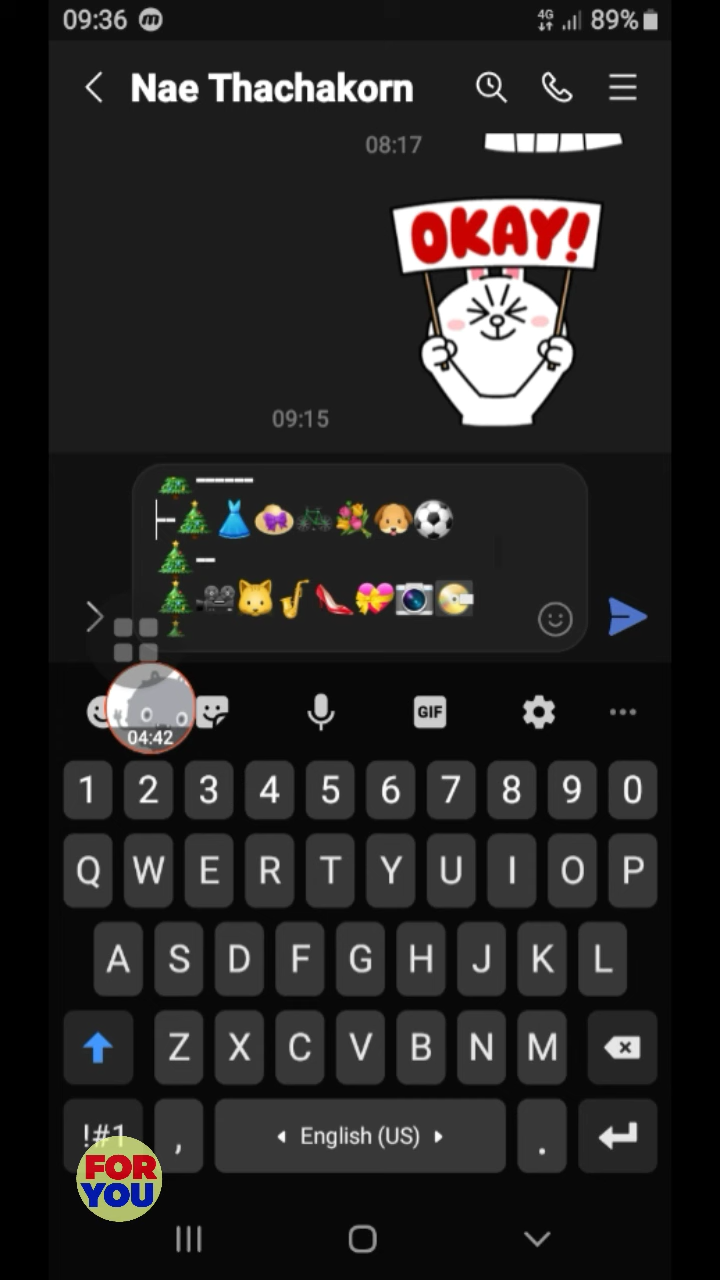 09:36
4G
89%
Nae Thachakorn
08:17
OKAY!
09:15
04:42
GIF
1 2 3 4 5 6 7 8 9 0
Q W E R T Y U I O P
A S D F G H J K L
Z X C V B N M
!#1 , English (US) .
FOR
YOU